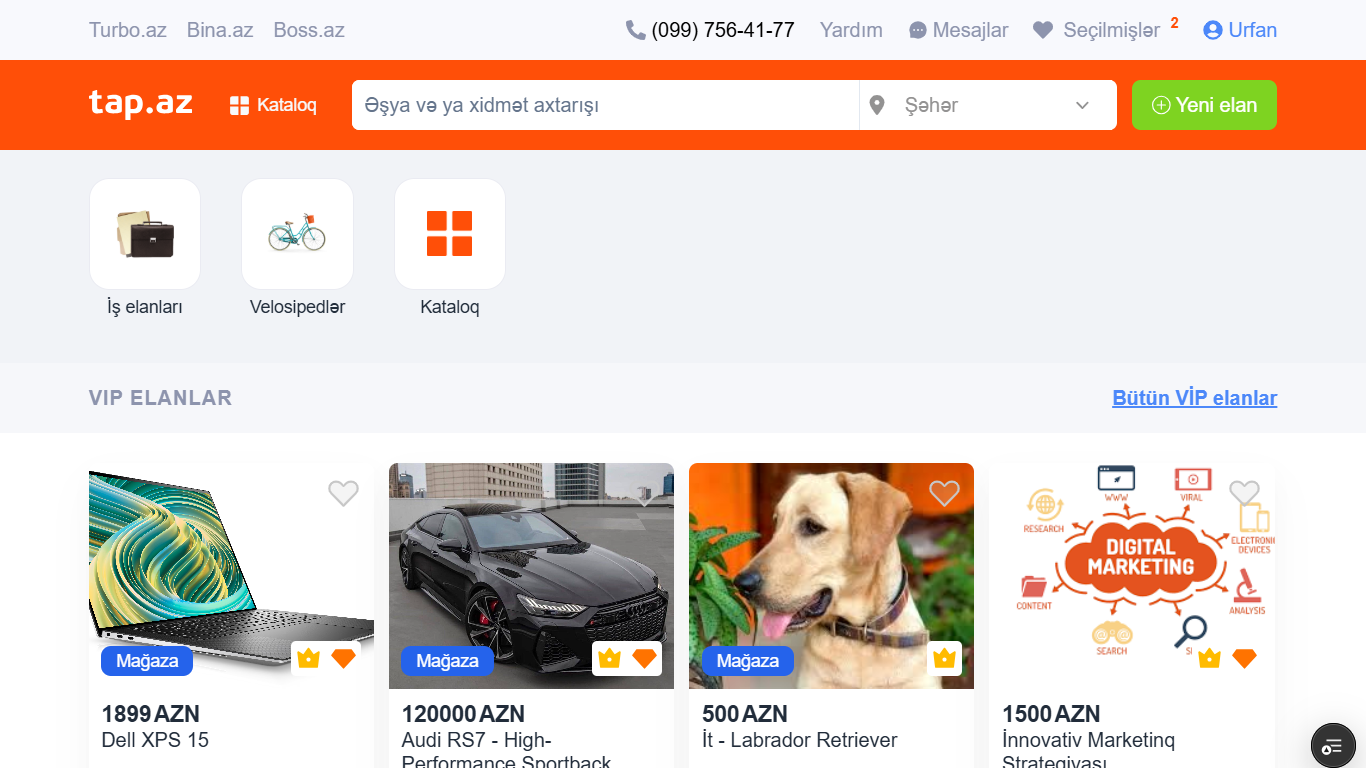 Turbo.az Bina.az Boss.az (099) 756-41-77 Yardım Mesajlar Seçilmişlər 2 Urfan
tap.az Kataloq Əşya və ya xidmət axtarışı Şəhər Yeni elan
İş elanları Velosipedlər Kataloq
VIP ELANLAR Bütün VİP elanlar
WWW VIRAL
RESEARCH
ELECTRONIC
DEVICES
DIGITAL
MARKETING
CONTENT ANALYSIS
SEARCH
Mağaza Mağaza Mağaza
1899 AZN 120000 AZN 500 AZN 1500 AZN
Dell XPS 15 Audi RS7 - High- İt - Labrador Retriever İnnovativ Marketinq
Performance Sportback Strategiyası